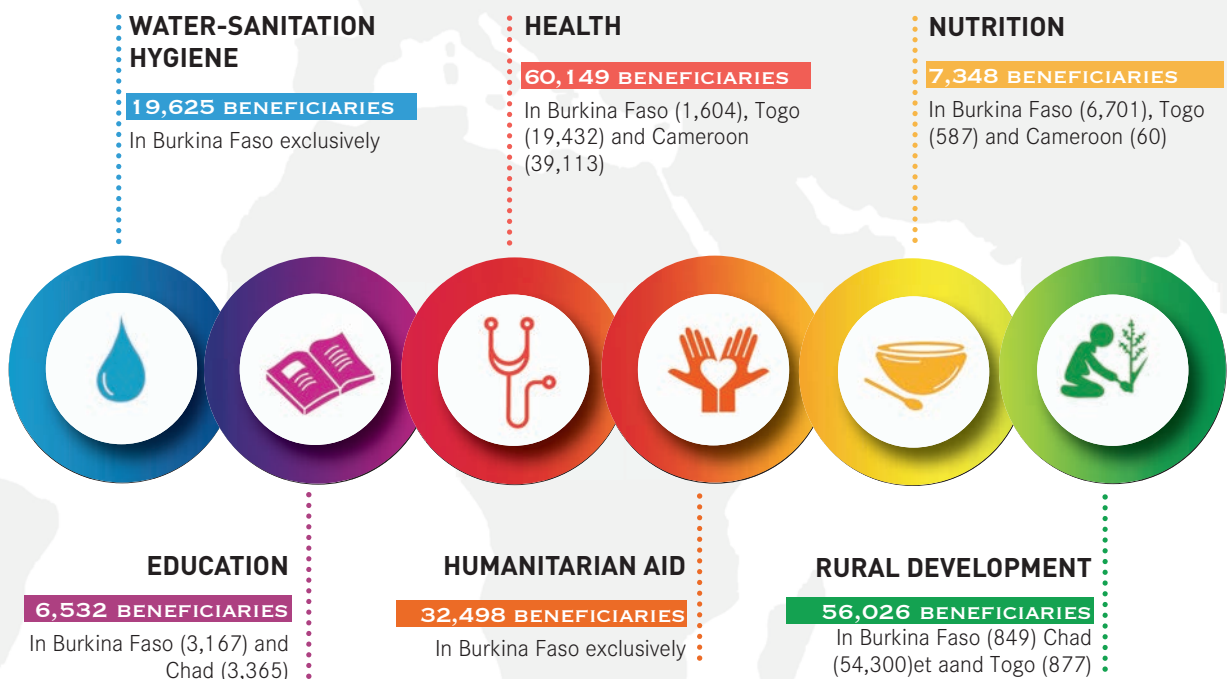 WATER-SANITATION
HYGIENE
19,625 BENEFICIARIES
In Burkina Faso exclusively
HEALTH
60,149 BENEFICIARIES
In Burkina Faso (1,604), Togo
(19,432) and Cameroon
(39,113)
NUTRITION
7,348 BENEFICIARIES
In Burkina Faso (6,701), Togo
(587) and Cameroon (60)
EDUCATION
6,532 BENEFICIARIES
In Burkina Faso (3,167) and
Chad (3,365)
HUMANITARIAN AID
32,498 BENEFICIARIES
In Burkina Faso exclusively
RURAL DEVELOPMENT
56,026 BENEFICIARIES
In Burkina Faso (849) Chad
(54,300)et aand Togo (877)